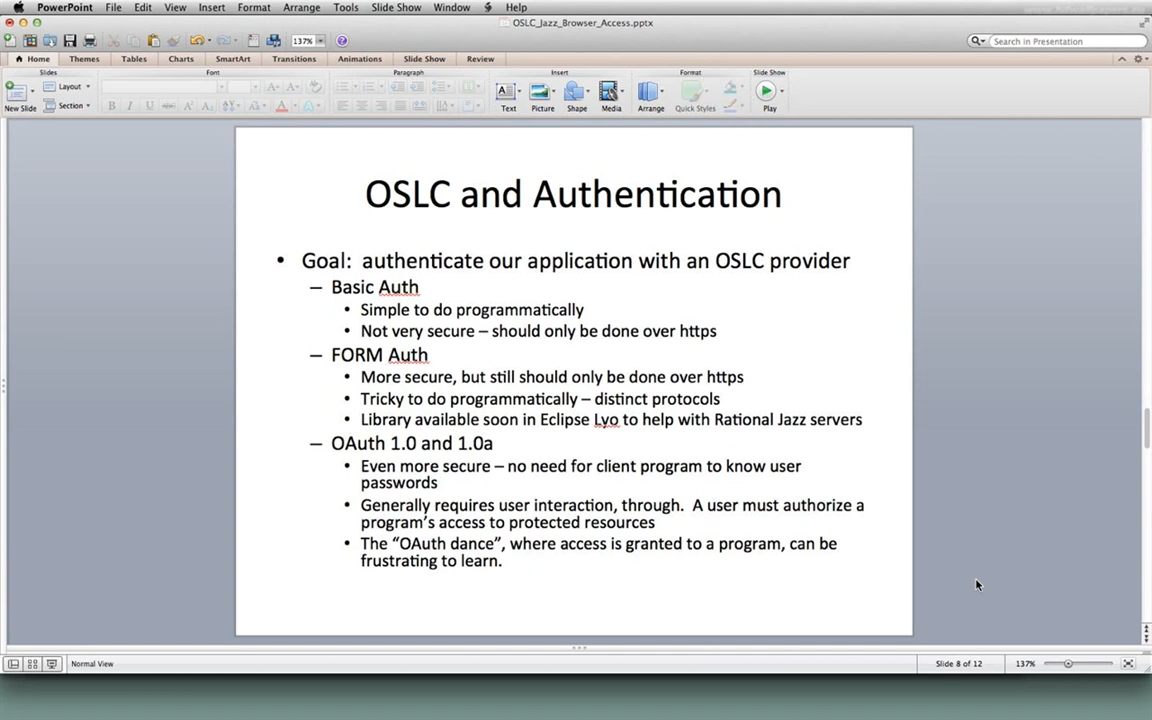 PowerPoint File Edit View Insert Format Arrange Tools Slide Show Window Help
OSLC_Jazz_Browser_Access.pptx
137% Search in Presentation
Home Themes Tables Charts SmartArt Transitions Animations Slide Show Review
Slides Font Paragraph Insert Format Slide Show
Layout
Section
New Slide Text Picture Shape Media Arrange Quick Styles Play
OSLC and Authentication
• Goal: authenticate our application with an OSLC provider
– Basic Auth
• Simple to do programmatically
• Not very secure – should only be done over https
– FORM Auth
• More secure, but still should only be done over https
• Tricky to do programmatically – distinct protocols
• Library available soon in Eclipse Lyo to help with Rational Jazz servers
– OAuth 1.0 and 1.0a
• Even more secure – no need for client program to know user
passwords
• Generally requires user interaction, through. A user must authorize a
program's access to protected resources
• The “OAuth dance”, where access is granted to a program, can be
frustrating to learn.
Normal View Slide 8 of 12 137%